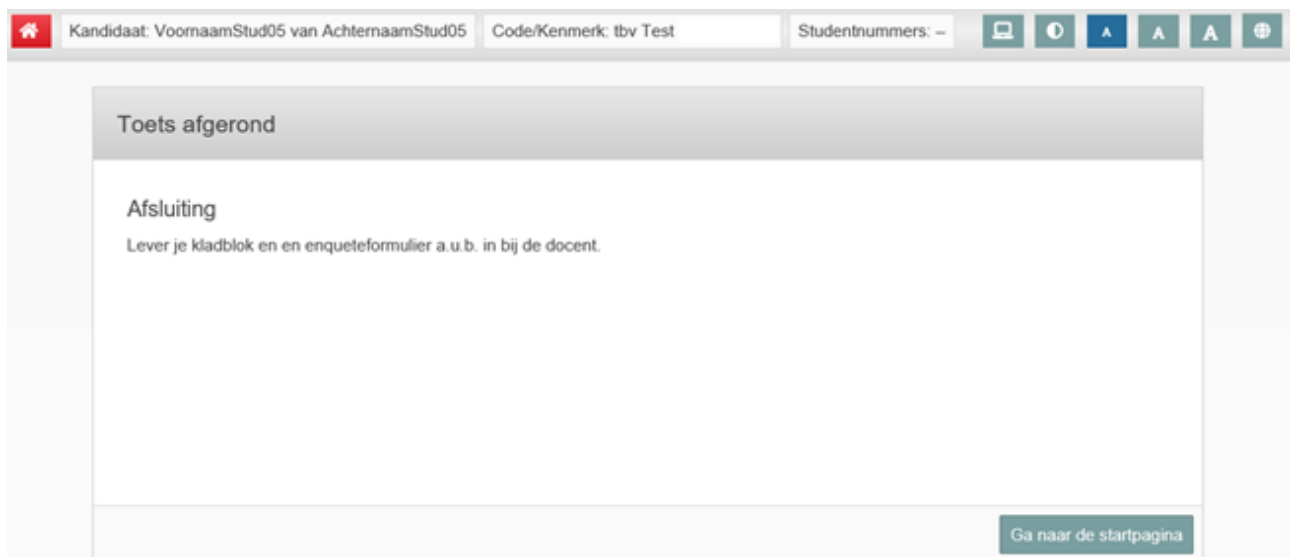 Kandidaat: VoornaamStud05 van AchternaamStud05 Code/Kenmerk: tbv Test Studentnummers: – A A A
Toets afgerond
Afsluiting
Lever je kladblok en en enqueteformulier a.u.b. in bij de docent.
Ga naar de startpagina